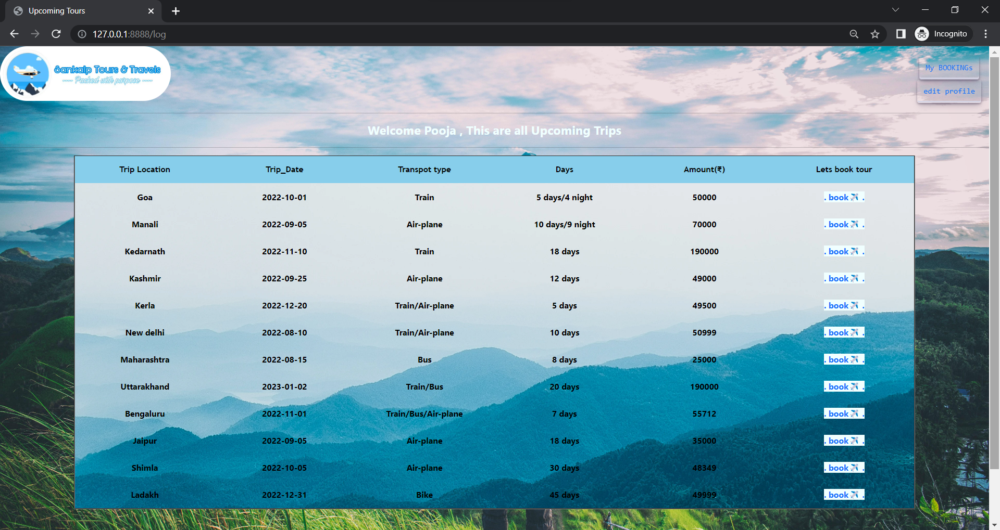 Upcoming Tours
127.0.0.1:8888/log
Incognito
Sankalp Tours & Travels
---- Packed with purpose ----
My BOOKINGs
edit profile
Welcome Pooja , This are all Upcoming Trips
Trip Location Trip_Date Transpot type Days Amount(₹) Lets book tour
Goa 2022-10-01 Train 5 days/4 night 50000 . book✈️ .
Manali 2022-09-05 Air-plane 10 days/9 night 70000 . book✈️ .
Kedarnath 2022-11-10 Train 18 days 190000 . book✈️ .
Kashmir 2022-09-25 Air-plane 12 days 49000 . book✈️ .
Kerla 2022-12-20 Train/Air-plane 5 days 49500 . book✈️ .
New delhi 2022-08-10 Train/Air-plane 10 days 50999 . book✈️ .
Maharashtra 2022-08-15 Bus 8 days 25000 . book✈️ .
Uttarakhand 2023-01-02 Train/Bus 20 days 190000 . book✈️ .
Bengaluru 2022-11-01 Train/Bus/Air-plane 7 days 55712 . book✈️ .
Jaipur 2022-09-05 Air-plane 18 days 35000 . book✈️ .
Shimla 2022-10-05 Air-plane 30 days 48349 . book✈️ .
Ladakh 2022-12-31 Bike 45 days 49999 . book✈️ .